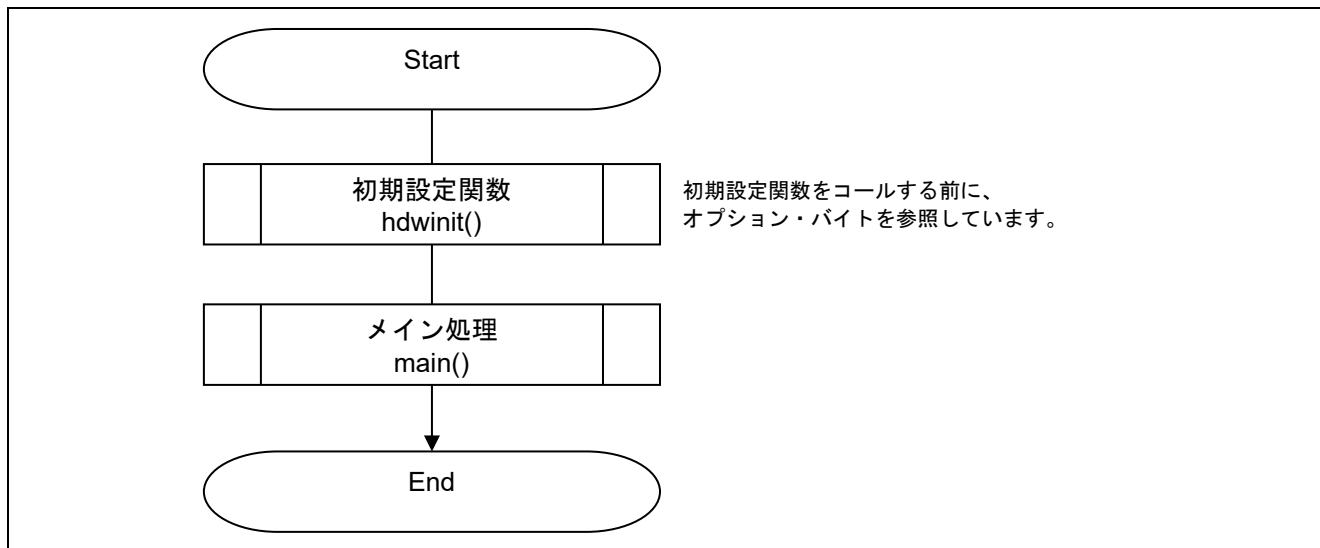 Start
初期設定関数
hdwinit()
初期設定関数をコールする前に、
オプション・バイトを参照しています。
メイン処理
main()
End